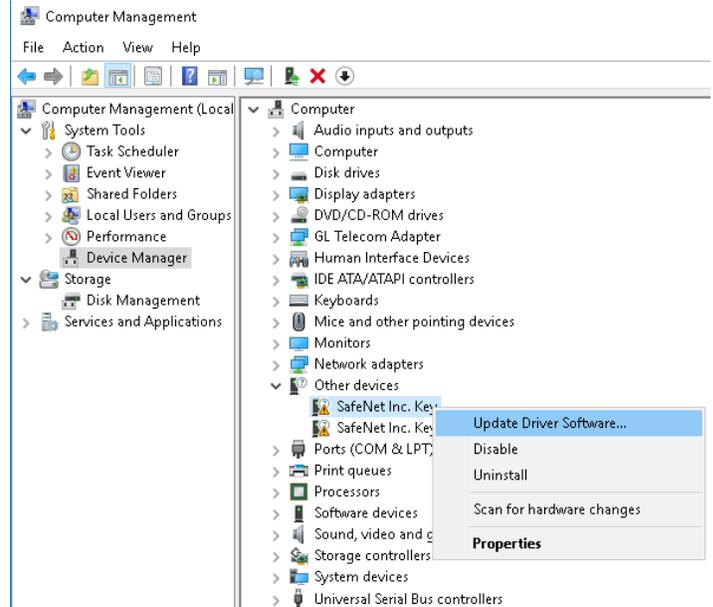 Computer Management
File Action View Help
Computer Management (Local
System Tools
Task Scheduler
Event Viewer
Shared Folders
Local Users and Groups
Performance
Device Manager
Storage
Disk Management
Services and Applications
Computer
Audio inputs and outputs
Computer
Disk drives
Display adapters
DVD/CD-ROM drives
GL Telecom Adapter
Human Interface Devices
IDE ATA/ATAPI controllers
Keyboards
Mice and other pointing devices
Monitors
Network adapters
Other devices
SafeNet Inc. Key
SafeNet Inc. Key
Ports (COM & LPT)
Print queues
Processors
Software devices
Sound, video and g
Storage controllers
System devices
Universal Serial Bus controllers
Update Driver Software...
Disable
Uninstall
Scan for hardware changes
Properties